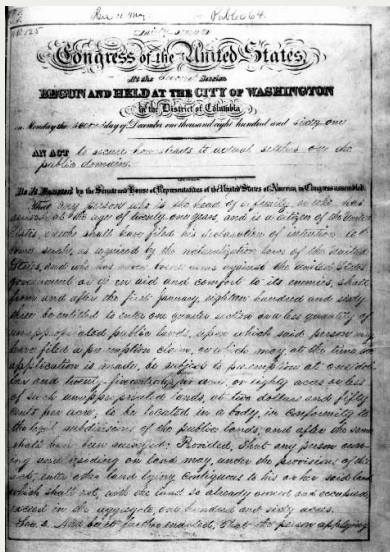 Public 64.
Congress of the United States,
At the Second Session
BEGUN AND HELD AT THE CITY OF WASHINGTON
in the District of Columbia
on Monday the second day of December one thousand eight hundred and sixty-one
AN ACT to secure homesteads to actual settlers on the
public domain.
Be It Enacted by the Senate and House of Representatives of the United States of America in Congress assembled,
That any person who is the head of a family, or who has
arrived at the age of twenty one years, and is a citizen of the United
States, or who shall have filed his declaration of intention to be-
come such, as required by the naturalization laws of the United
States, and who has never borne arms against the United States
government or given aid and comfort to its enemies, shall
from and after the first January, eighteen hundred and sixty
three be entitled to enter one quarter section or a less quantity of
unappropriated public lands, upon which said person may
have filed a preemption claim, or which may, at the time the
application is made, be subject to preemption at one dol-
lar and twenty five cents, per acre, or eighty acres or less
of such unappropriated lands, at two dollars and fifty
cents per acre, to be located in a body, in conformity to
the legal subdivisions of the public lands, and after the same
shall have been surveyed: Provided, That any person own-
ing and residing on land may, under the provisions of this
act, enter other land lying contiguous to his or her said land
which shall not, with the land so already owned and occupied,
exceed in the aggregate one hundred and sixty acres.
Sec. 2. And be it further enacted, That the person applying